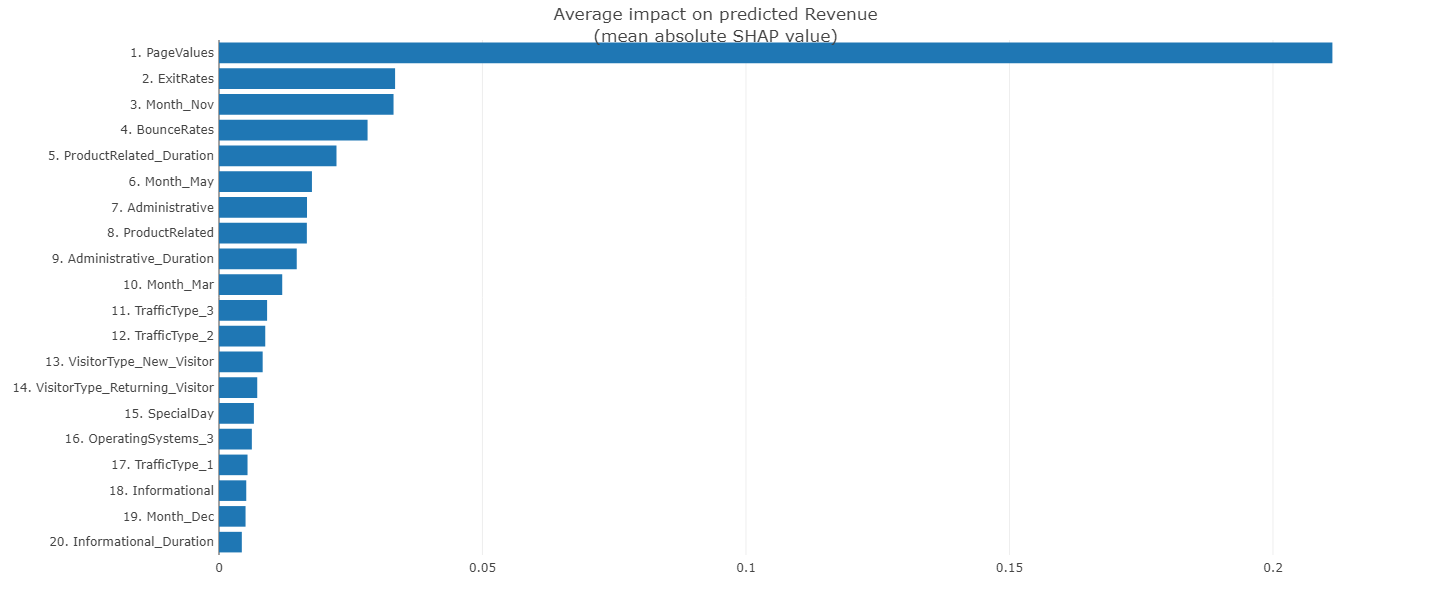 Average impact on predicted Revenue
(mean absolute SHAP value)
1. PageValues
2. ExitRates
3. Month_Nov
4. BounceRates
5. ProductRelated_Duration
6. Month_May
7. Administrative
8. ProductRelated
9. Administrative_Duration
10. Month_Mar
11. TrafficType_3
12. TrafficType_2
13. VisitorType_New_Visitor
14. VisitorType_Returning_Visitor
15. SpecialDay
16. OperatingSystems_3
17. TrafficType_1
18. Informational
19. Month_Dec
20. Informational_Duration
0 0.05 0.1 0.15 0.2